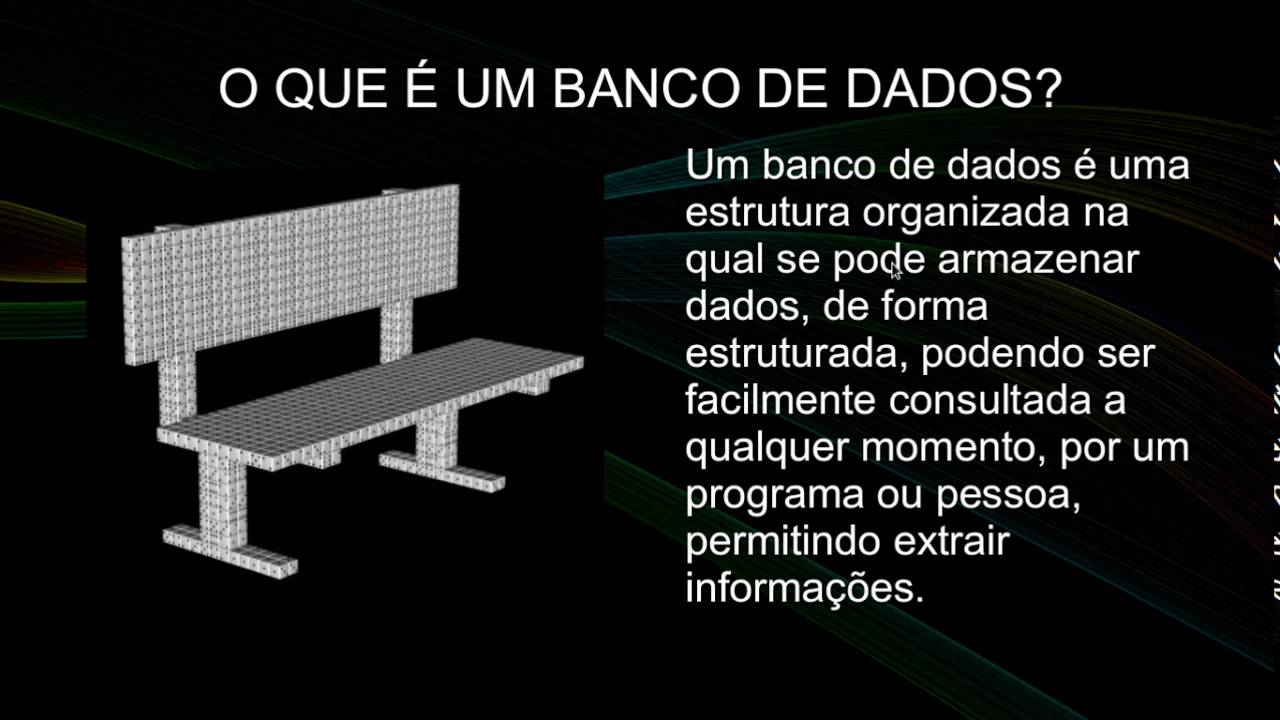 O QUE É UM BANCO DE DADOS?
Um banco de dados é uma
estrutura organizada na
qual se pode armazenar
dados, de forma
estruturada, podendo ser
facilmente consultada a
qualquer momento, por um
programa ou pessoa,
permitindo extrair
informações.